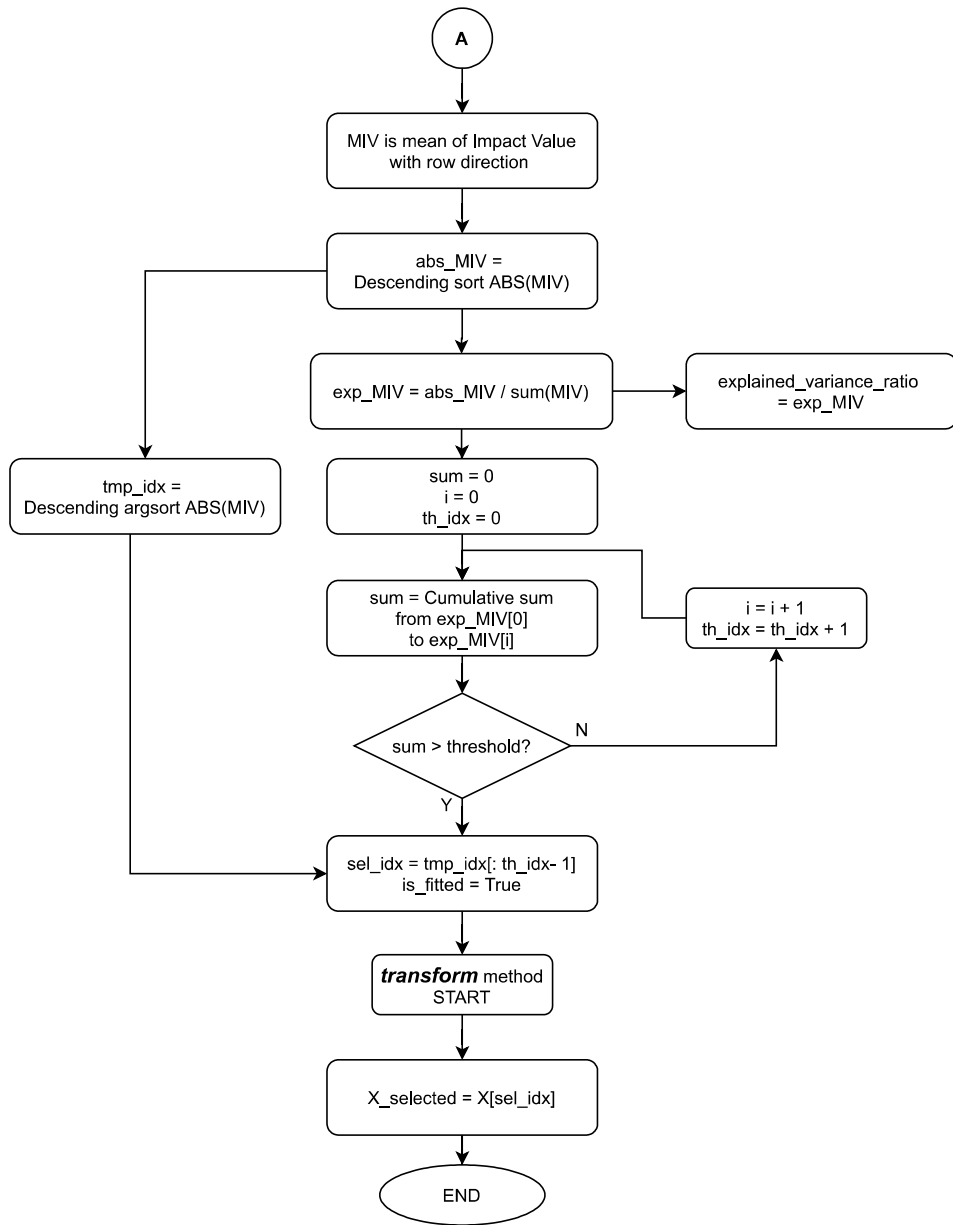 A
MIV is mean of Impact Value
with row direction
abs_MIV =
Descending sort ABS(MIV)
exp_MIV = abs_MIV / sum(MIV)
explained_variance_ratio
= exp_MIV
tmp_idx =
Descending argsort ABS(MIV)
sum = 0
i = 0
th_idx = 0
sum = Cumulative sum
from exp_MIV[0]
to exp_MIV[i]
i = i + 1
th_idx = th_idx + 1
sum > threshold?
N
Y
sel_idx = tmp_idx[: th_idx- 1]
is_fitted = True
transform method
START
X_selected = X[sel_idx]
END